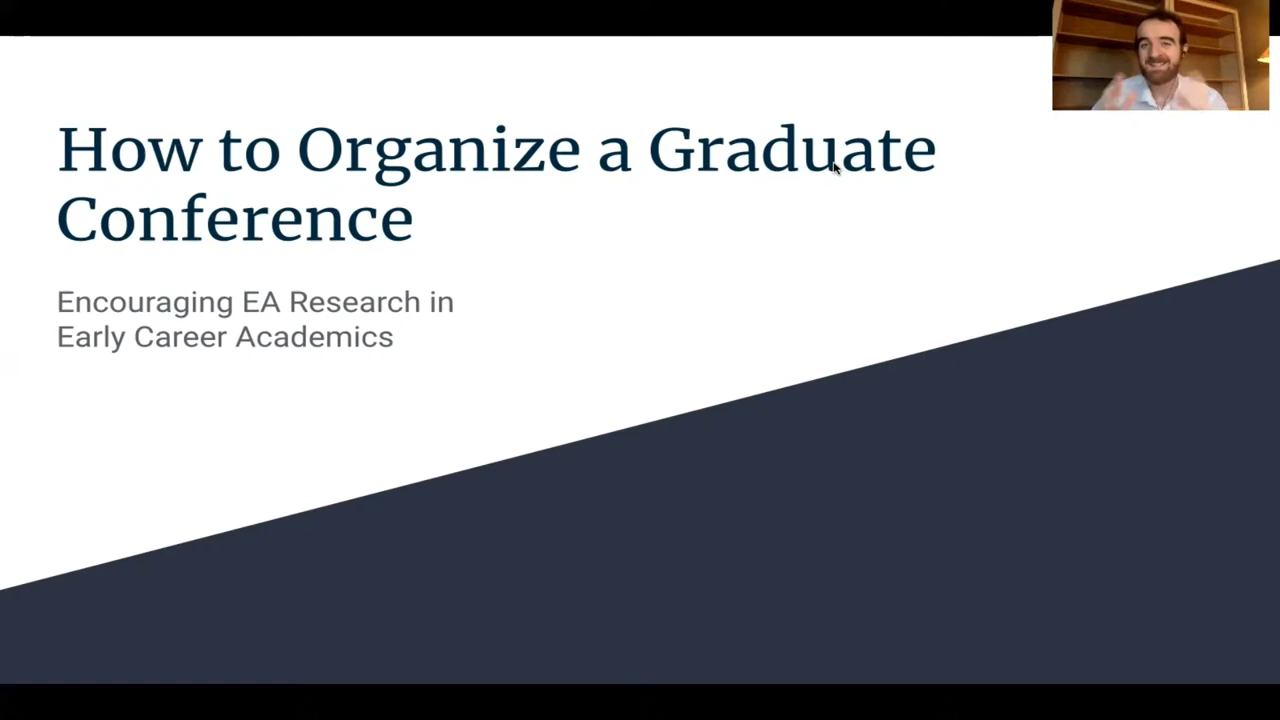 How to Organize a Graduate
Conference
Encouraging EA Research in
Early Career Academics